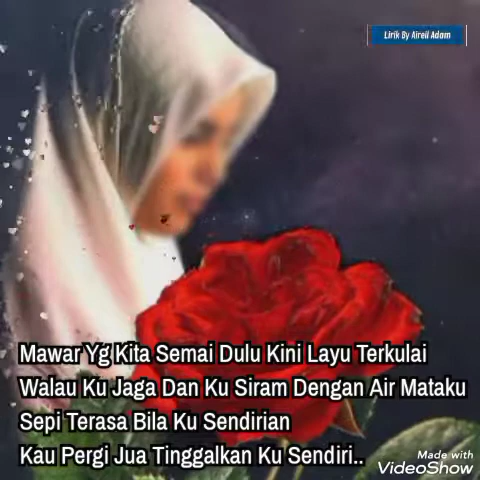 Lirik By Aireil Adam
Mawar Yg Kita Semai Dulu Kini Layu Terkulai
Walau Ku Jaga Dan Ku Siram Dengan Air Mataku
Sepi Terasa Bila Ku Sendirian
Kau Pergi Jua Tinggalkan Ku Sendiri..
Made with
VideoShow